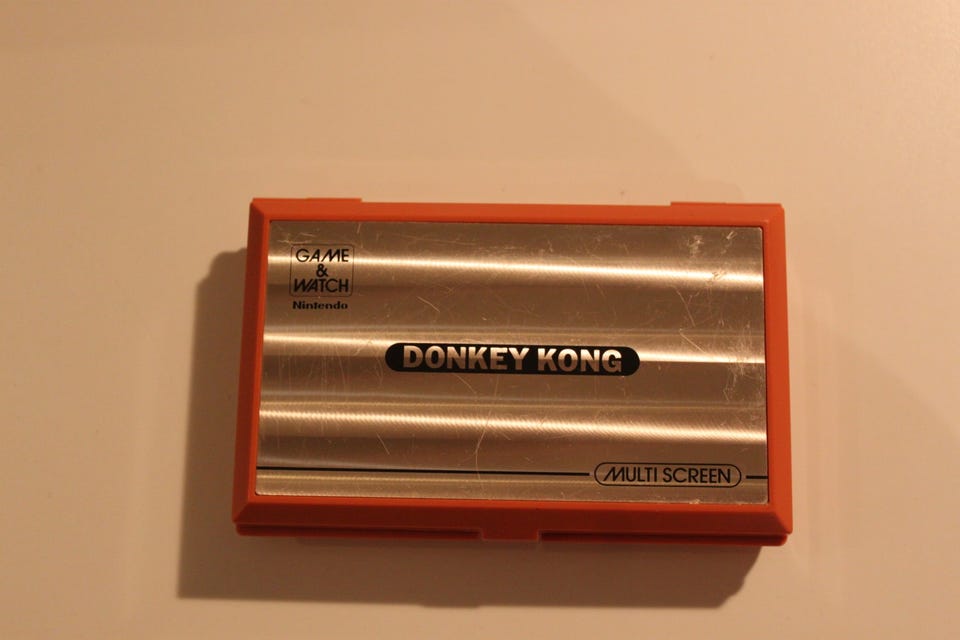 GAME
&
WATCH
Nintendo
DONKEY KONG
MULTI SCREEN